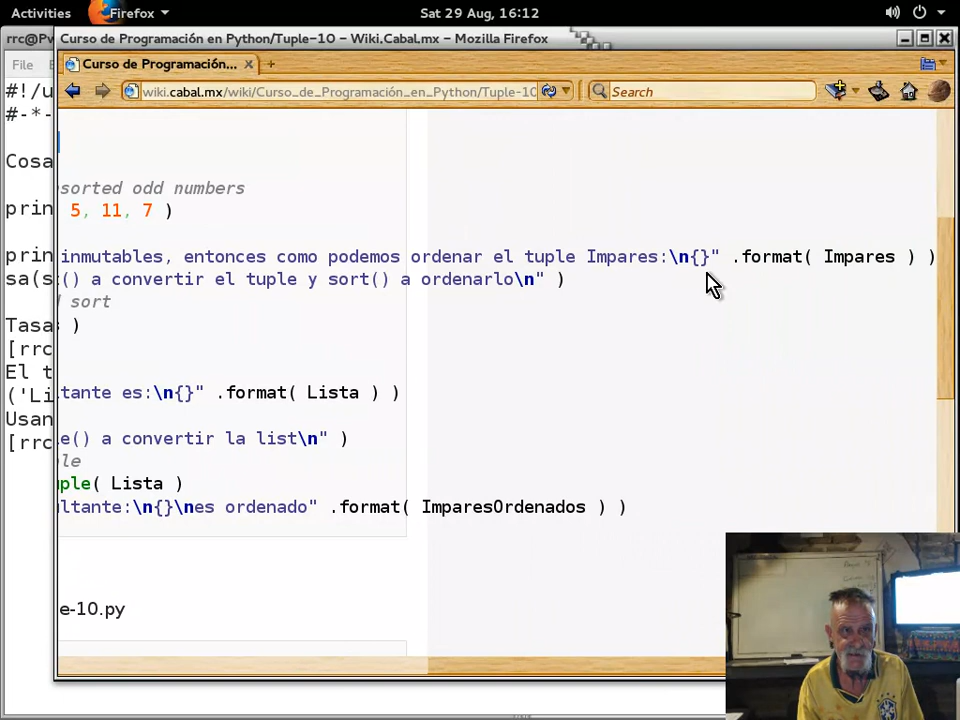 Activities Firefox Sat 29 Aug, 16:12
rrc@Pw Curso de Programación en Python/Tuple-10 – Wiki.Cabal.mx – Mozilla Firefox
File Curso de Programación... × +
wiki.cabal.mx/wiki/Curso_de_Programación_en_Python/Tuple-10 Search
#!/u
#-*-
Cosa
sorted odd numbers
prin 5, 11, 7 )
prin inmutables, entonces como podemos ordenar el tuple Impares:\n{}" .format( Impares ) )
sa(s t() a convertir el tuple y sort() a ordenarlo\n" )
d sort
Tasa s )
[rrc
El t
('Li ltante es:\n{}" .format( Lista ) )
Usan
[rrc le() a convertir la list\n" )
le
uple( Lista )
ultante:\n{}\nes ordenado" .format( ImparesOrdenados ) )
e-10.py